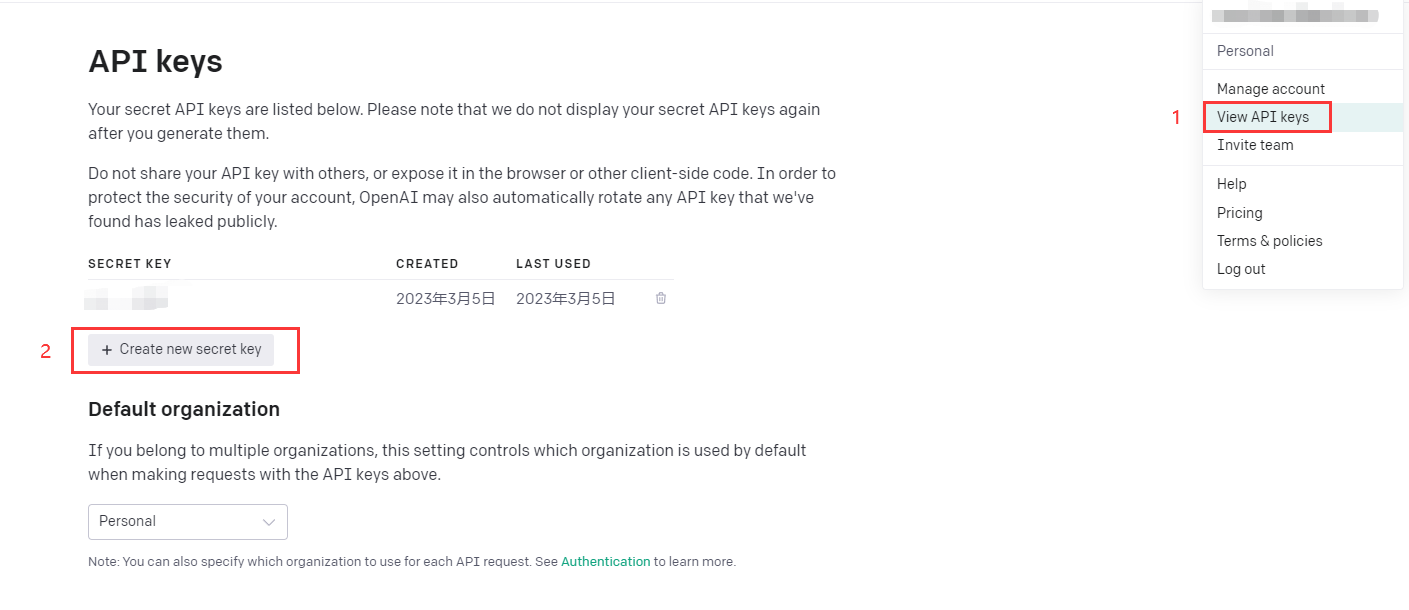 API keys
Your secret API keys are listed below. Please note that we do not display your secret API keys again
after you generate them.
Do not share your API key with others, or expose it in the browser or other client-side code. In order to
protect the security of your account, OpenAI may also automatically rotate any API key that we've
found has leaked publicly.
SECRET KEY CREATED LAST USED
2023年3月5日 2023年3月5日
2 + Create new secret key
Default organization
If you belong to multiple organizations, this setting controls which organization is used by default
when making requests with the API keys above.
Personal
Note: You can also specify which organization to use for each API request. See Authentication to learn more.
Personal
Manage account
1 View API keys
Invite team
Help
Pricing
Terms & policies
Log out